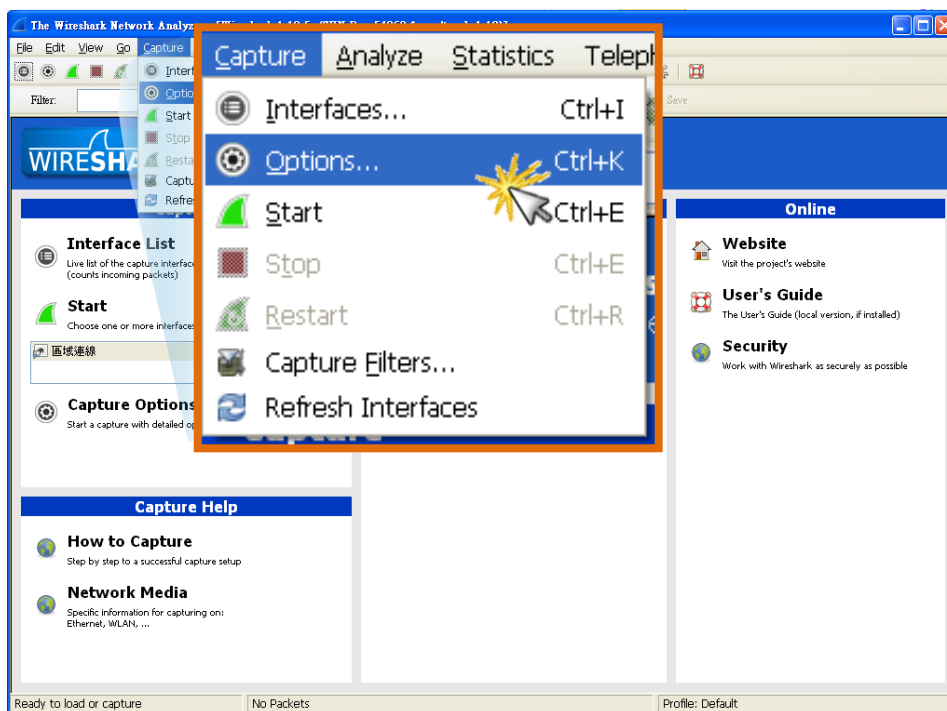 The Wireshark Network Analyz
File Edit View Go Capture
Interf
Optio
Start
Stop
Resta
Captu
Refres
Filter:
Save
Capture Analyze Statistics Teleph
Interfaces... Ctrl+I
Options... Ctrl+K
Start Ctrl+E
Stop Ctrl+E
Restart Ctrl+R
Capture Filters...
Refresh Interfaces
WIRESHA
Interface List
Live list of the capture interfac
(counts incoming packets)
Start
Choose one or more interfaces
區域連線
Capture Options
Start a capture with detailed op
Capture Help
How to Capture
Step by step to a successful capture setup
Network Media
Specific information for capturing on:
Ethernet, WLAN, ...
Online
Website
Visit the project's website
User's Guide
The User's Guide (local version, if installed)
Security
Work with Wireshark as securely as possible
Ready to load or capture
No Packets
Profile: Default